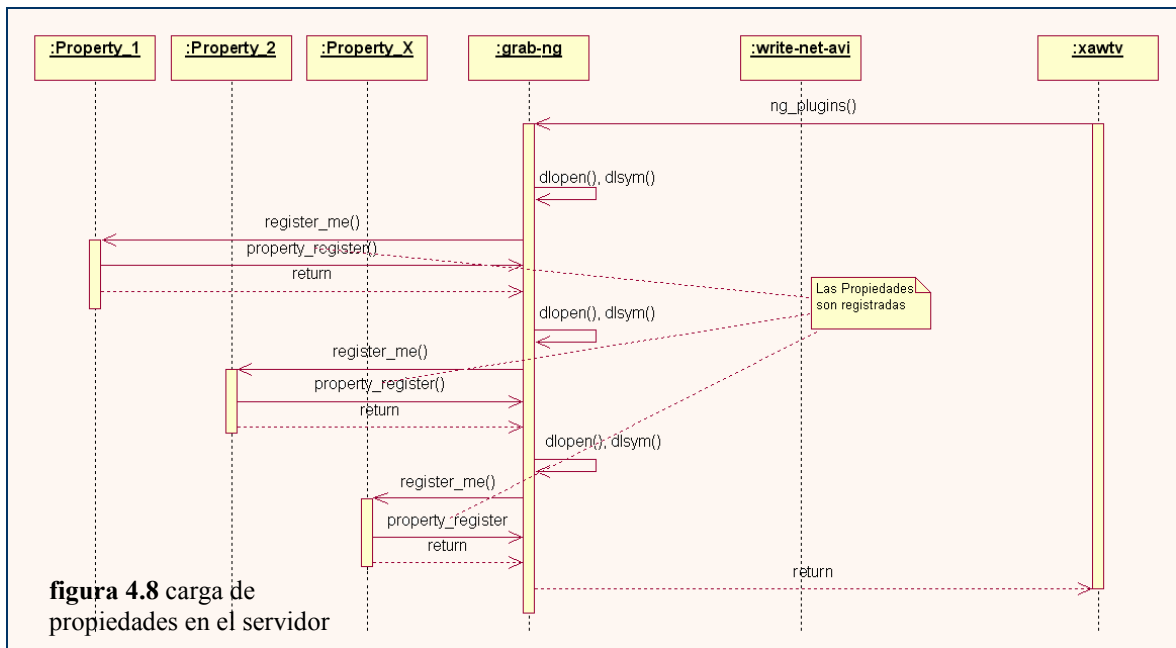 :Property_1 :Property_2 :Property_X :grab-ng :write-net-avi :xawtv
ng_plugins()
dlopen(), dlsym()
register_me()
property_register()
return
Las Propiedades
son registradas
dlopen(), dlsym()
register_me()
property_register()
return
dlopen(), dlsym()
register_me()
property_register
return
return
figura 4.8 carga de
propiedades en el servidor